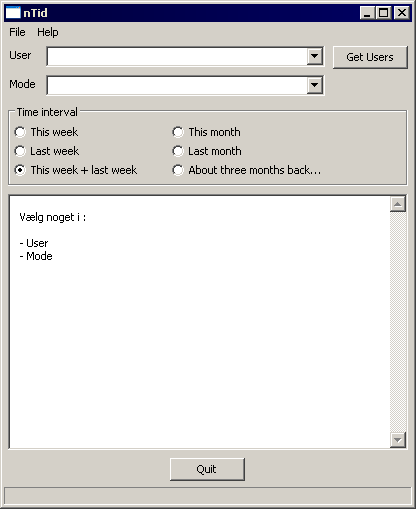 nTid
File Help
User
Get Users
Mode
Time interval
This week
This month
Last week
Last month
This week + last week
About three months back...
Vælg noget i :
- User
- Mode
Quit